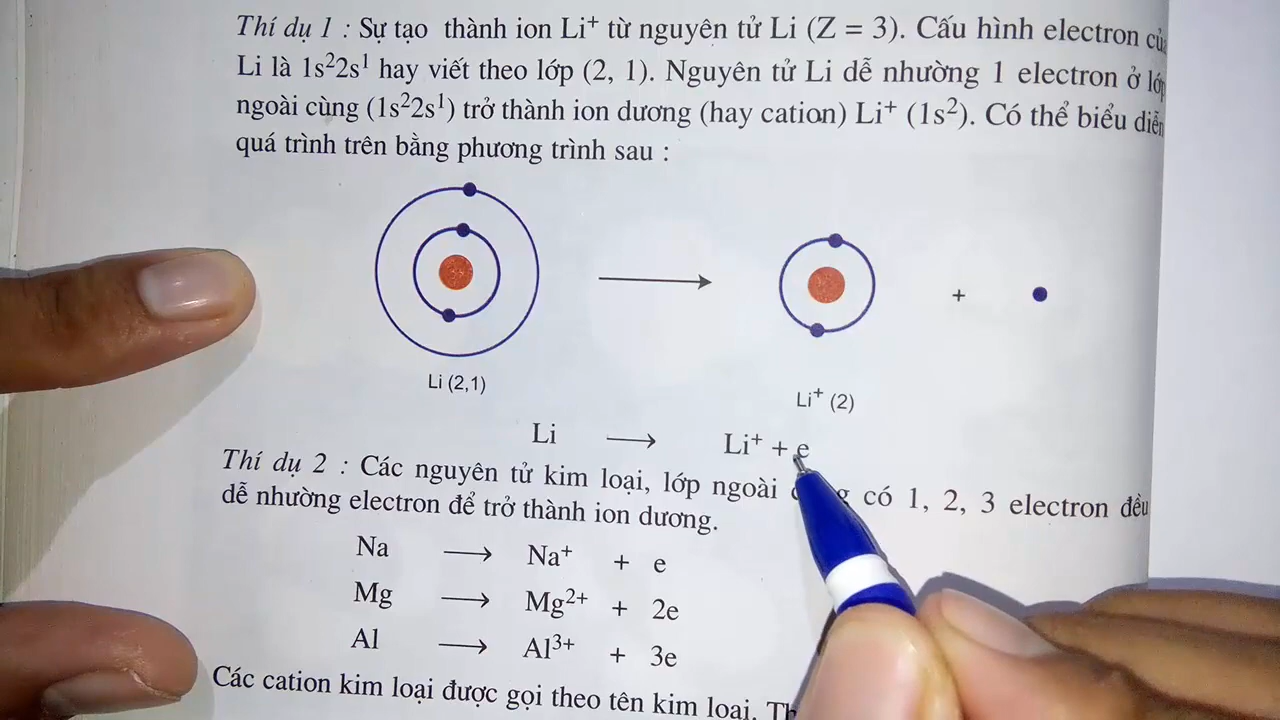 Thí dụ 1 : Sự tạo thành ion Li⁺ từ nguyên tử Li (Z = 3). Cấu hình electron củ
Li là 1s²2s¹ hay viết theo lớp (2, 1). Nguyên tử Li dễ nhường 1 electron ở lớp
ngoài cùng (1s²2s¹) trở thành ion dương (hay cation) Li⁺ (1s²). Có thể biểu diễn
quá trình trên bằng phương trình sau :
+
Li (2,1)
Li⁺ (2)
Li ⟶ Li⁺ + e
Thí dụ 2 : Các nguyên tử kim loại, lớp ngoài có 1, 2, 3 electron đều
dễ nhường electron để trở thành ion dương.
Na ⟶ Na⁺ + e
Mg ⟶ Mg²⁺ + 2e
Al ⟶ Al³⁺ + 3e
Các cation kim loại được gọi theo tên kim loại.